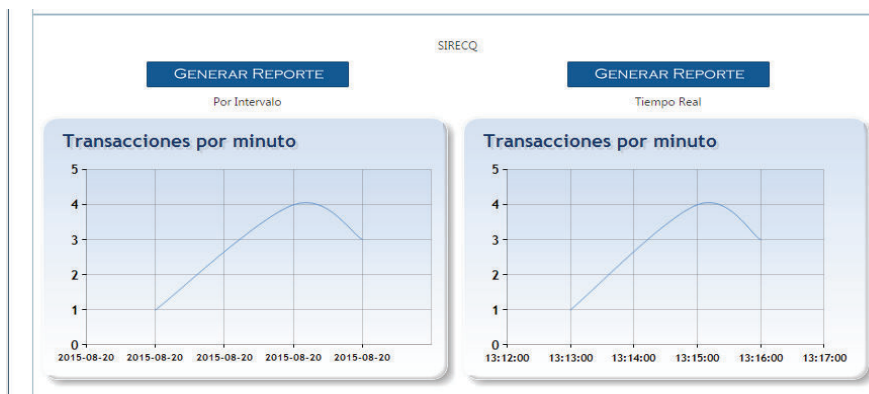 SIRECQ
GENERAR REPORTE
Por Intervalo
Transacciones por minuto
5
4
3
2
1
0
2015-08-20 2015-08-20 2015-08-20 2015-08-20 2015-08-20
GENERAR REPORTE
Tiempo Real
Transacciones por minuto
5
4
3
2
1
0
13:12:00 13:13:00 13:14:00 13:15:00 13:16:00 13:17:00